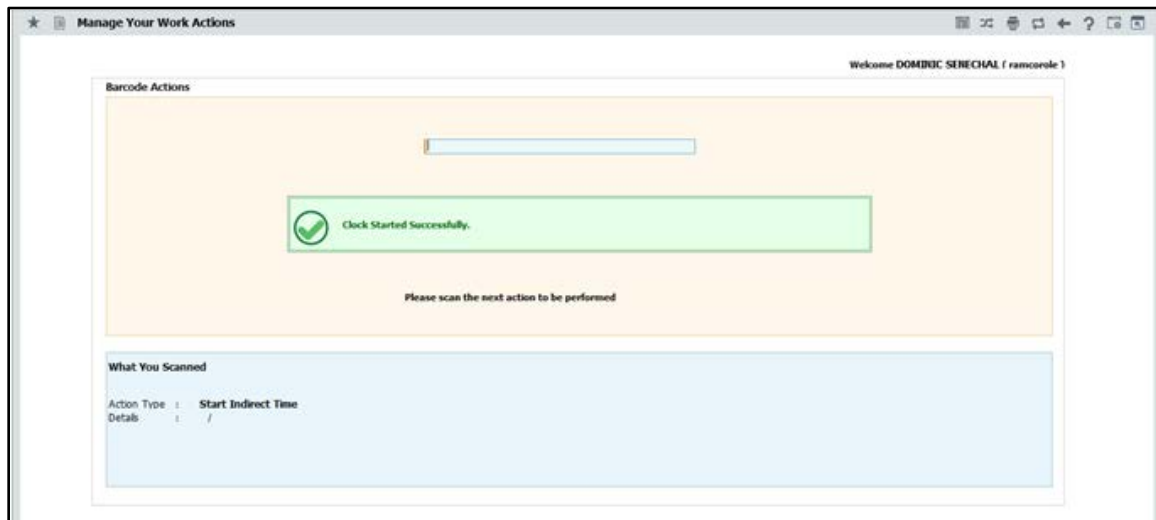 Manage Your Work Actions
Welcome DOMINIC SENECHAL ( ramcorole )
Barcode Actions
Clock Started Successfully.
Please scan the next action to be performed
What You Scanned
Action Type : Start Indirect Time
Details : /